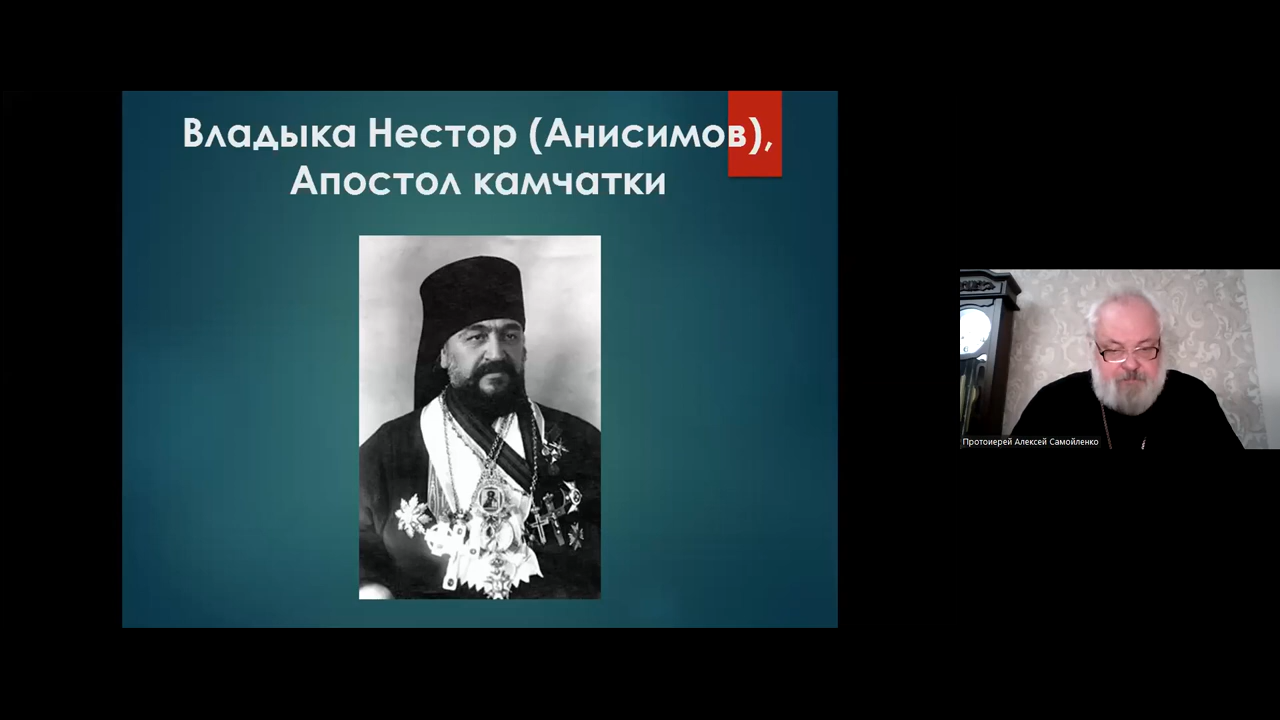 Владыка Нестор (Анисимов),
Апостол камчатки
Протоиерей Алексей Самойленко